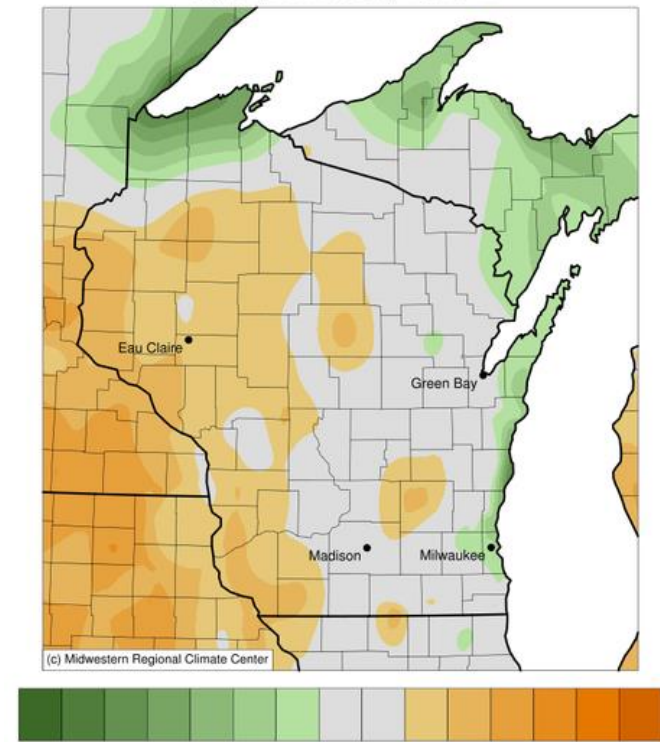 Eau Claire
Green Bay
Madison
Milwaukee
(c) Midwestern Regional Climate Center